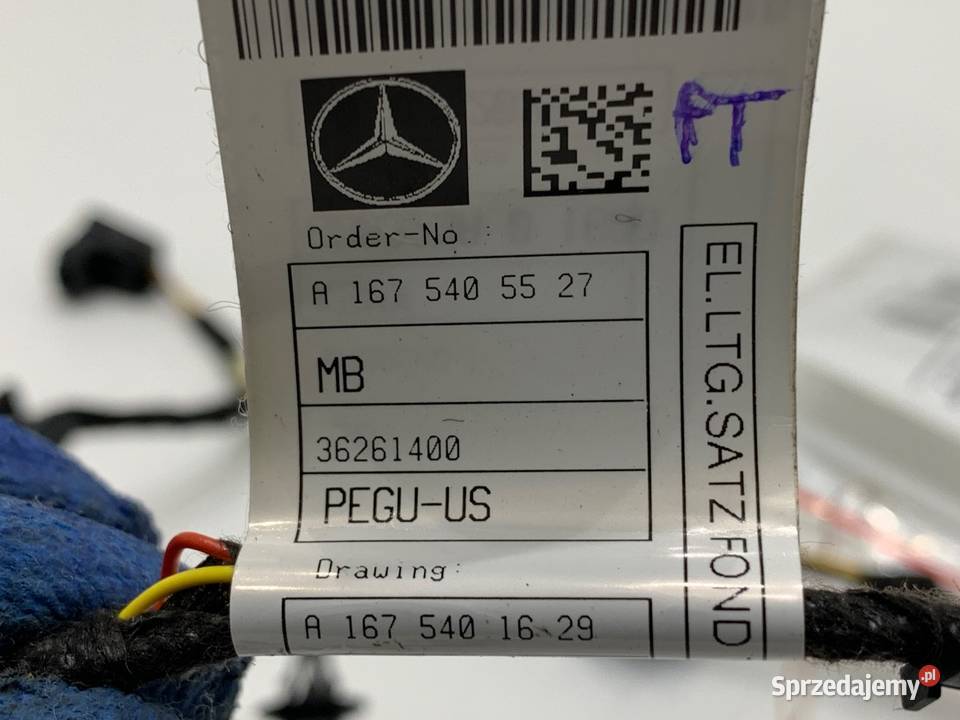 PT
Order-No.:
A 167 540 55 27
MB
36261400
PEGU-US
Drawing:
A 167 540 16 29
EL.LTG.SATZ FOND
Sprzedajemy.pl